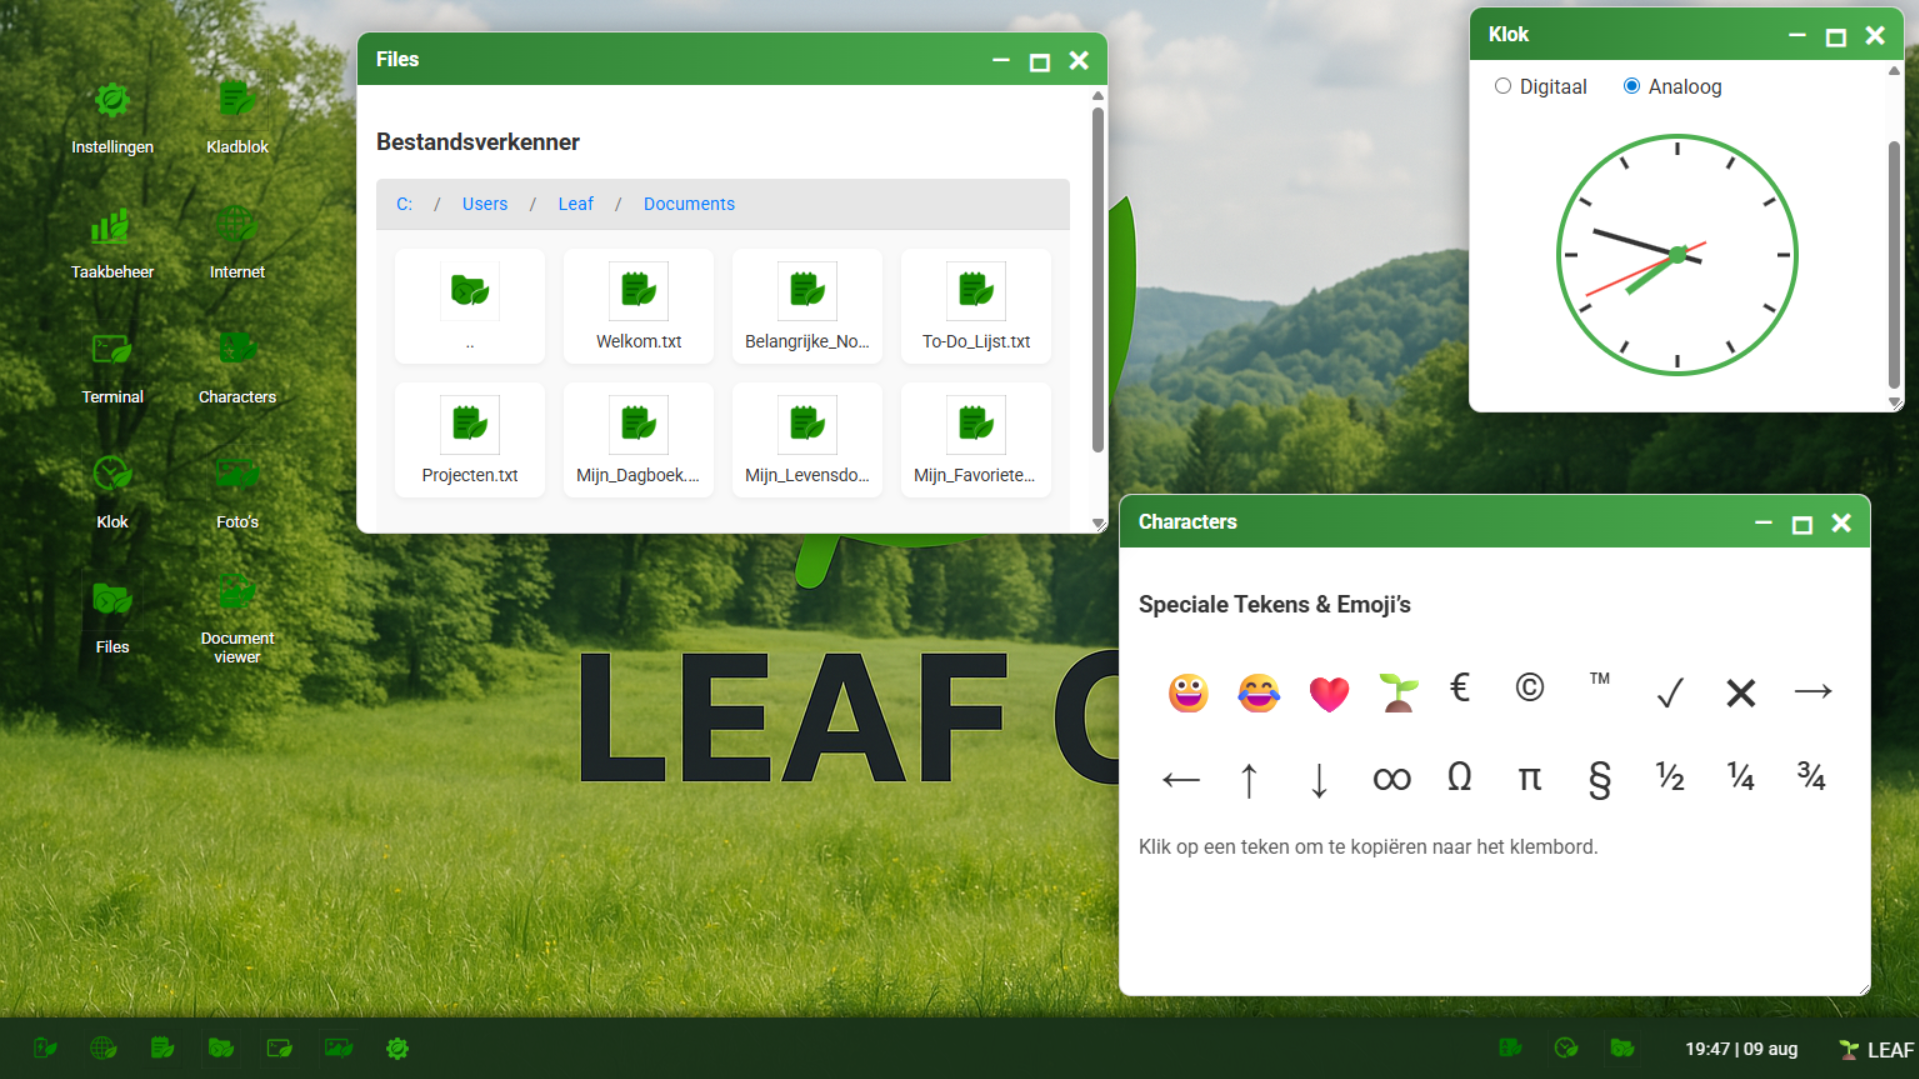 Instellingen
Kladblok
Taakbeheer
Internet
Terminal
Characters
Klok
Foto's
Files
Document
viewer
Files
Bestandsverkenner
C: / Users / Leaf / Documents
..
Welkom.txt
Belangrijke_No...
To-Do_Lijst.txt
Projecten.txt
Mijn_Dagboek....
Mijn_Levensdo...
Mijn_Favoriete...
Klok
Digitaal
Analoog
LEAF
Characters
Speciale Tekens & Emoji's
😀 😂 ❤️ 🌱 € © ™ ✓ ✕ →
← ↑ ↓ ∞ Ω π § ½ ¼ ¾
Klik op een teken om te kopiëren naar het klembord.
19:47 | 09 aug
🌱 LEAF